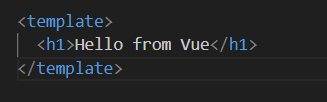 <template>
  <h1>Hello from Vue</h1>
</template>